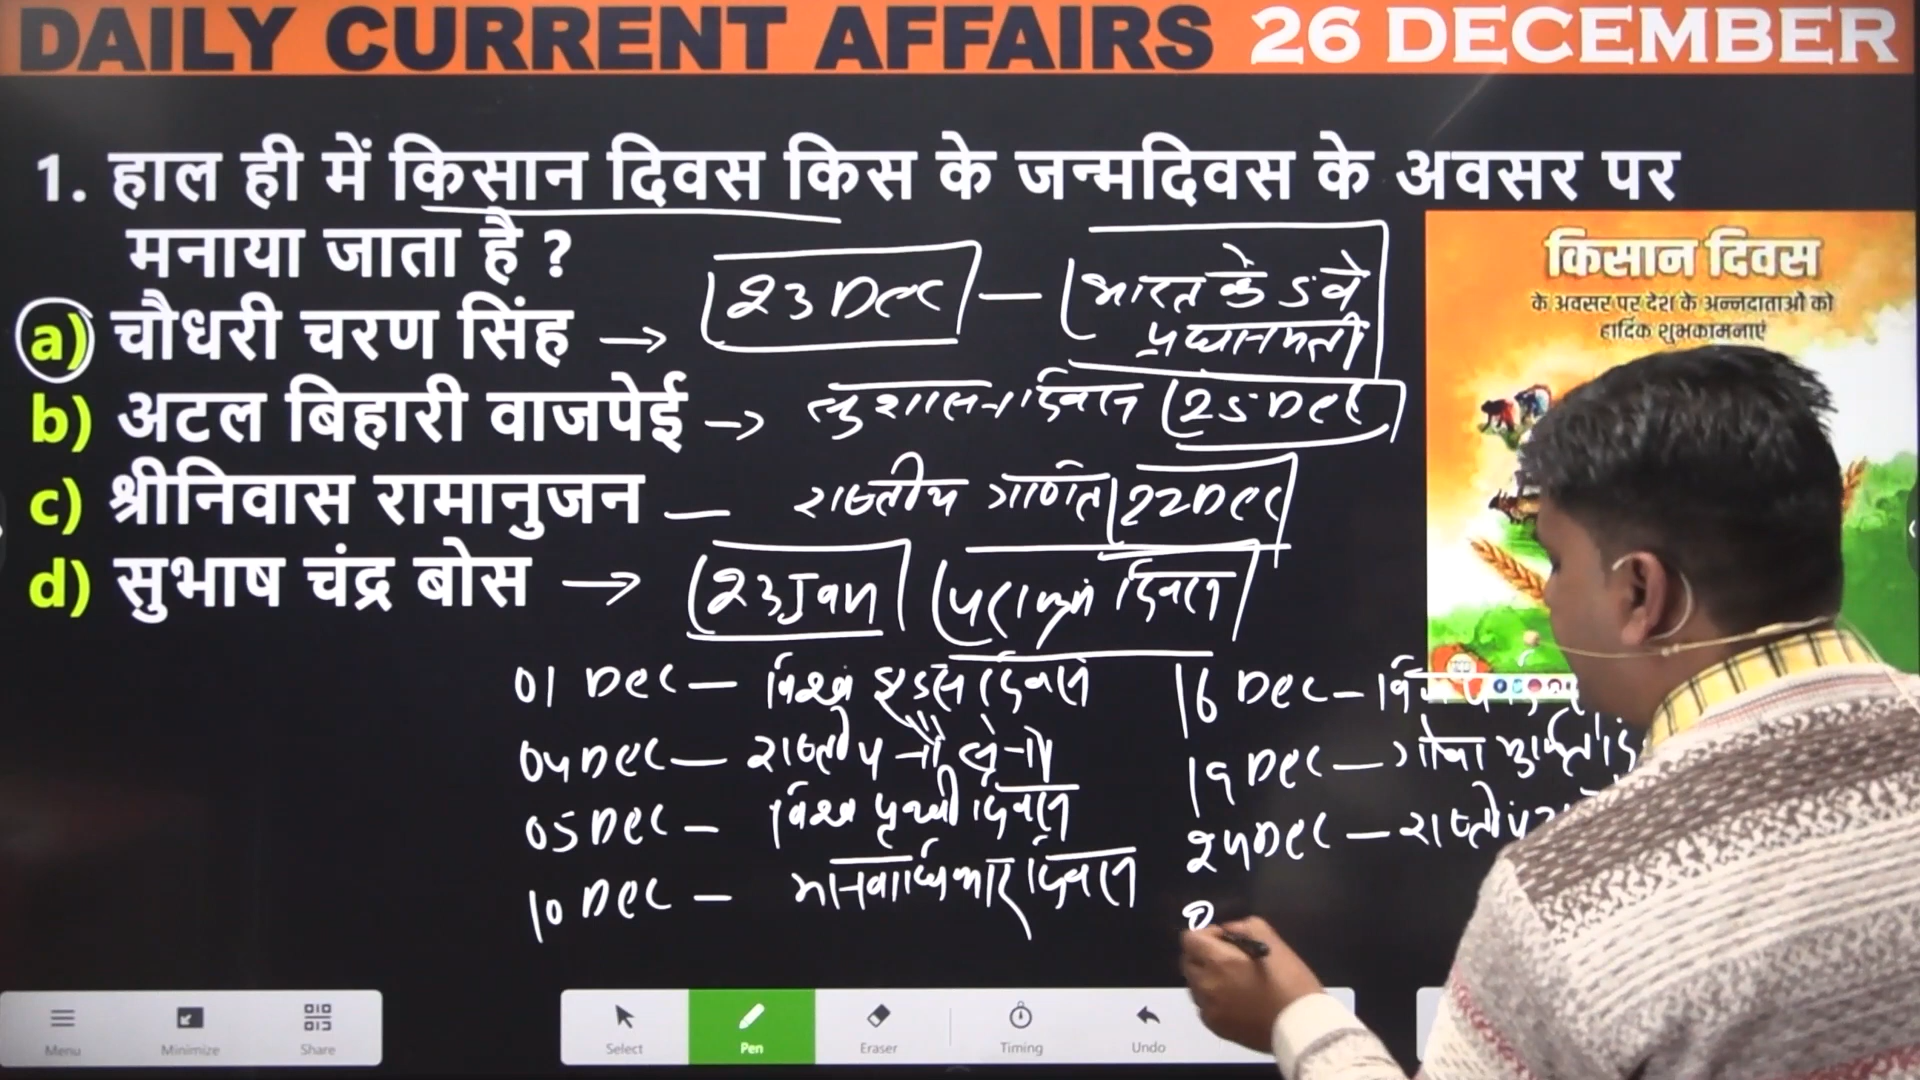 DAILY CURRENT AFFAIRS 26 DECEMBER
1. हाल ही में किसान दिवस किस के जन्मदिवस के अवसर पर
मनाया जाता है ?
a) चौधरी चरण सिंह → 23 Dec — भारत के 5वे
प्रधानमंत्री
b) अटल बिहारी वाजपेई → सुशासन दिवस 25 Dec
c) श्रीनिवास रामानुजन — राष्ट्रीय गणित 22 Dec
d) सुभाष चंद्र बोस → 23 Jan पराक्रम दिवस
किसान दिवस
के अवसर पर देश के अन्नदाताओं को
हार्दिक शुभकामनाएं
01 Dec — विश्व एड्स दिवस
04 Dec — राष्ट्रीय नौ सेना
05 Dec — विश्व दिवस
10 Dec — मानवाधिकार दिवस
16 Dec —
19 Dec — गोवा मुक्ति
24 Dec — राष्ट्रीय
Menu
Minimize
Share
Select
Pen
Eraser
Timing
Undo